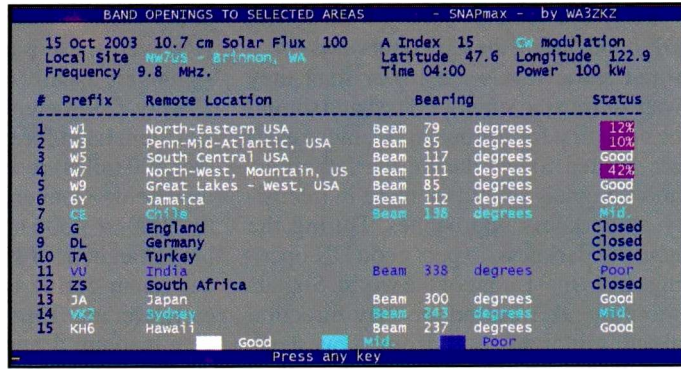 BAND OPENINGS TO SELECTED AREAS - SNAPmax - by WA3ZKZ
15 Oct 2003 10.7 cm Solar Flux 100 A Index 15 CW modulation
Local Site NW7US - Brinnon, WA Latitude 47.6 Longitude 122.9
Frequency 9.8 MHz. Time 04:00 Power 100 kW
# Prefix Remote Location Bearing Status
1 W1 North-Eastern USA Beam 79 degrees 12%
2 W3 Penn-Mid-Atlantic, USA Beam 85 degrees 10%
3 W5 South Central USA Beam 117 degrees Good
4 W7 North-West, Mountain, US Beam 111 degrees 42%
5 W9 Great Lakes - West, USA Beam 85 degrees Good
6 6Y Jamaica Beam 112 degrees Good
7 CE Chile Beam 138 degrees Mid.
8 G England Closed
9 DL Germany Closed
10 TA Turkey Closed
11 VU India Beam 338 degrees Poor
12 ZS South Africa Closed
13 JA Japan Beam 300 degrees Good
14 VK2 Sydney Beam 243 degrees Mid.
15 KH6 Hawaii Beam 237 degrees Good
Good Mid. Poor
Press any key